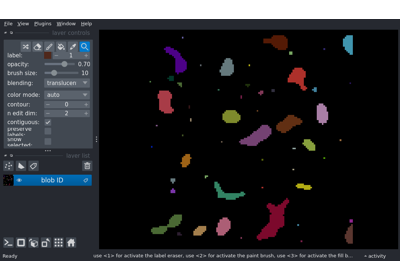 File View Plugins Window Help
layer controls
label: 1
opacity: 0.70
brush size: 10
blending: translucen
color mode: auto
contour: 0
n edit dim: 2
contiguous:
preserve labels:
show selected:
layer list
blob ID
Ready
use <1> for activate the label eraser, use <2> for activate the paint brush, use <3> for activate the fill b...
activity